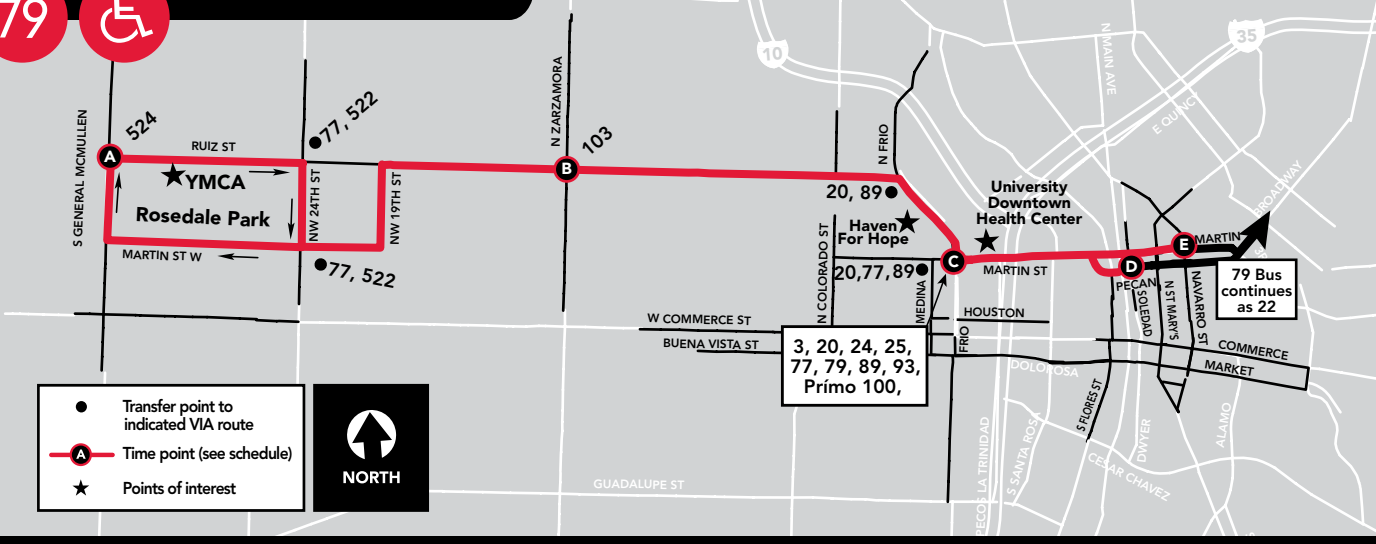 79
10
35
N MAIN AVE
E QUINCY
BROADWAY
S GENERAL MCMULLEN
524
A
RUIZ ST
77, 522
YMCA
Rosedale Park
NW 24TH ST
NW 19TH ST
MARTIN ST W
77, 522
N ZARZAMORA
103
B
N FRIO
20, 89
Haven
For Hope
University
Downtown
Health Center
N COLORADO ST
20,77,89
MEDINA
C
MARTIN ST
FRIO
HOUSTON
D
PECAN
E
MARTIN
SOLEDAD
N ST MARY'S
NAVARRO ST
79 Bus
continues
as 22
W COMMERCE ST
BUENA VISTA ST
3, 20, 24, 25,
77, 79, 89, 93,
Prímo 100,
COMMERCE
MARKET
DOLOROSA
S FLORES ST
DWYER
ALAMO
CESAR CHAVEZ
S SANTA ROSA
PECOS LA TRINIDAD
GUADALUPE ST
Transfer point to
indicated VIA route
A
Time point (see schedule)
Points of interest
NORTH